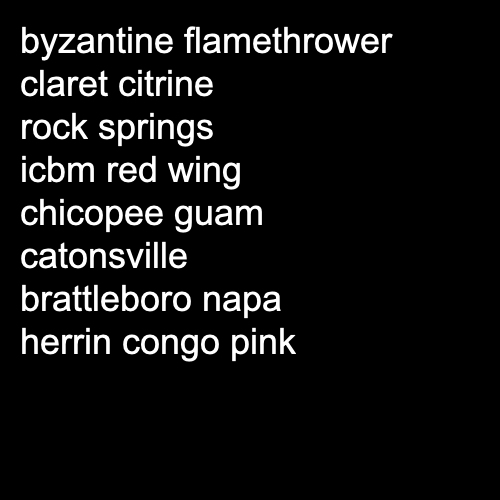 byzantine flamethrower
claret citrine
rock springs
icbm red wing
chicopee guam
catonsville
brattleboro napa
herrin congo pink